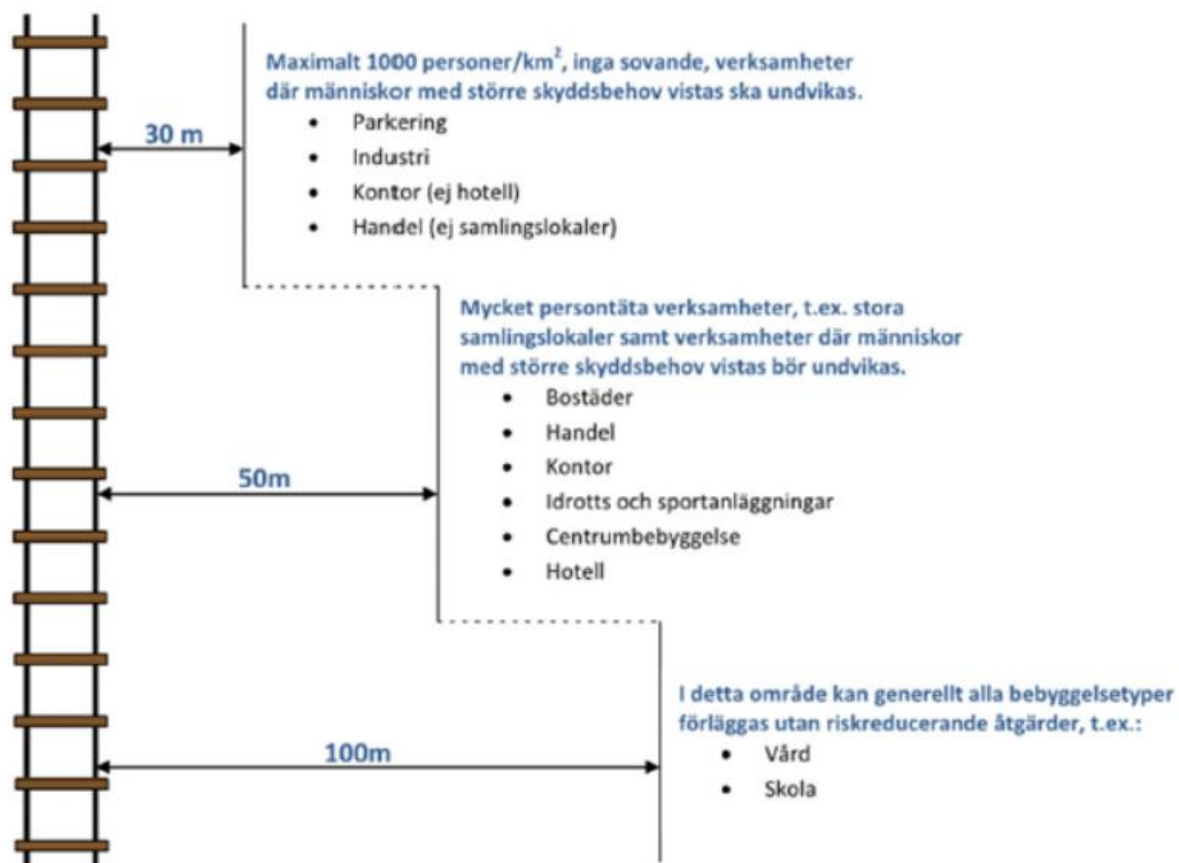 Maximalt 1000 personer/km², inga sovande, verksamheter
där människor med större skyddsbehov vistas ska undvikas.
30 m
• Parkering
• Industri
• Kontor (ej hotell)
• Handel (ej samlingslokaler)
Mycket persontäta verksamheter, t.ex. stora
samlingslokaler samt verksamheter där människor
med större skyddsbehov vistas bör undvikas.
• Bostäder
• Handel
• Kontor
50m
• Idrotts och sportanläggningar
• Centrumbebyggelse
• Hotell
I detta område kan generellt alla bebyggelsetyper
förläggas utan riskreducerande åtgärder, t.ex.:
100m
• Vård
• Skola